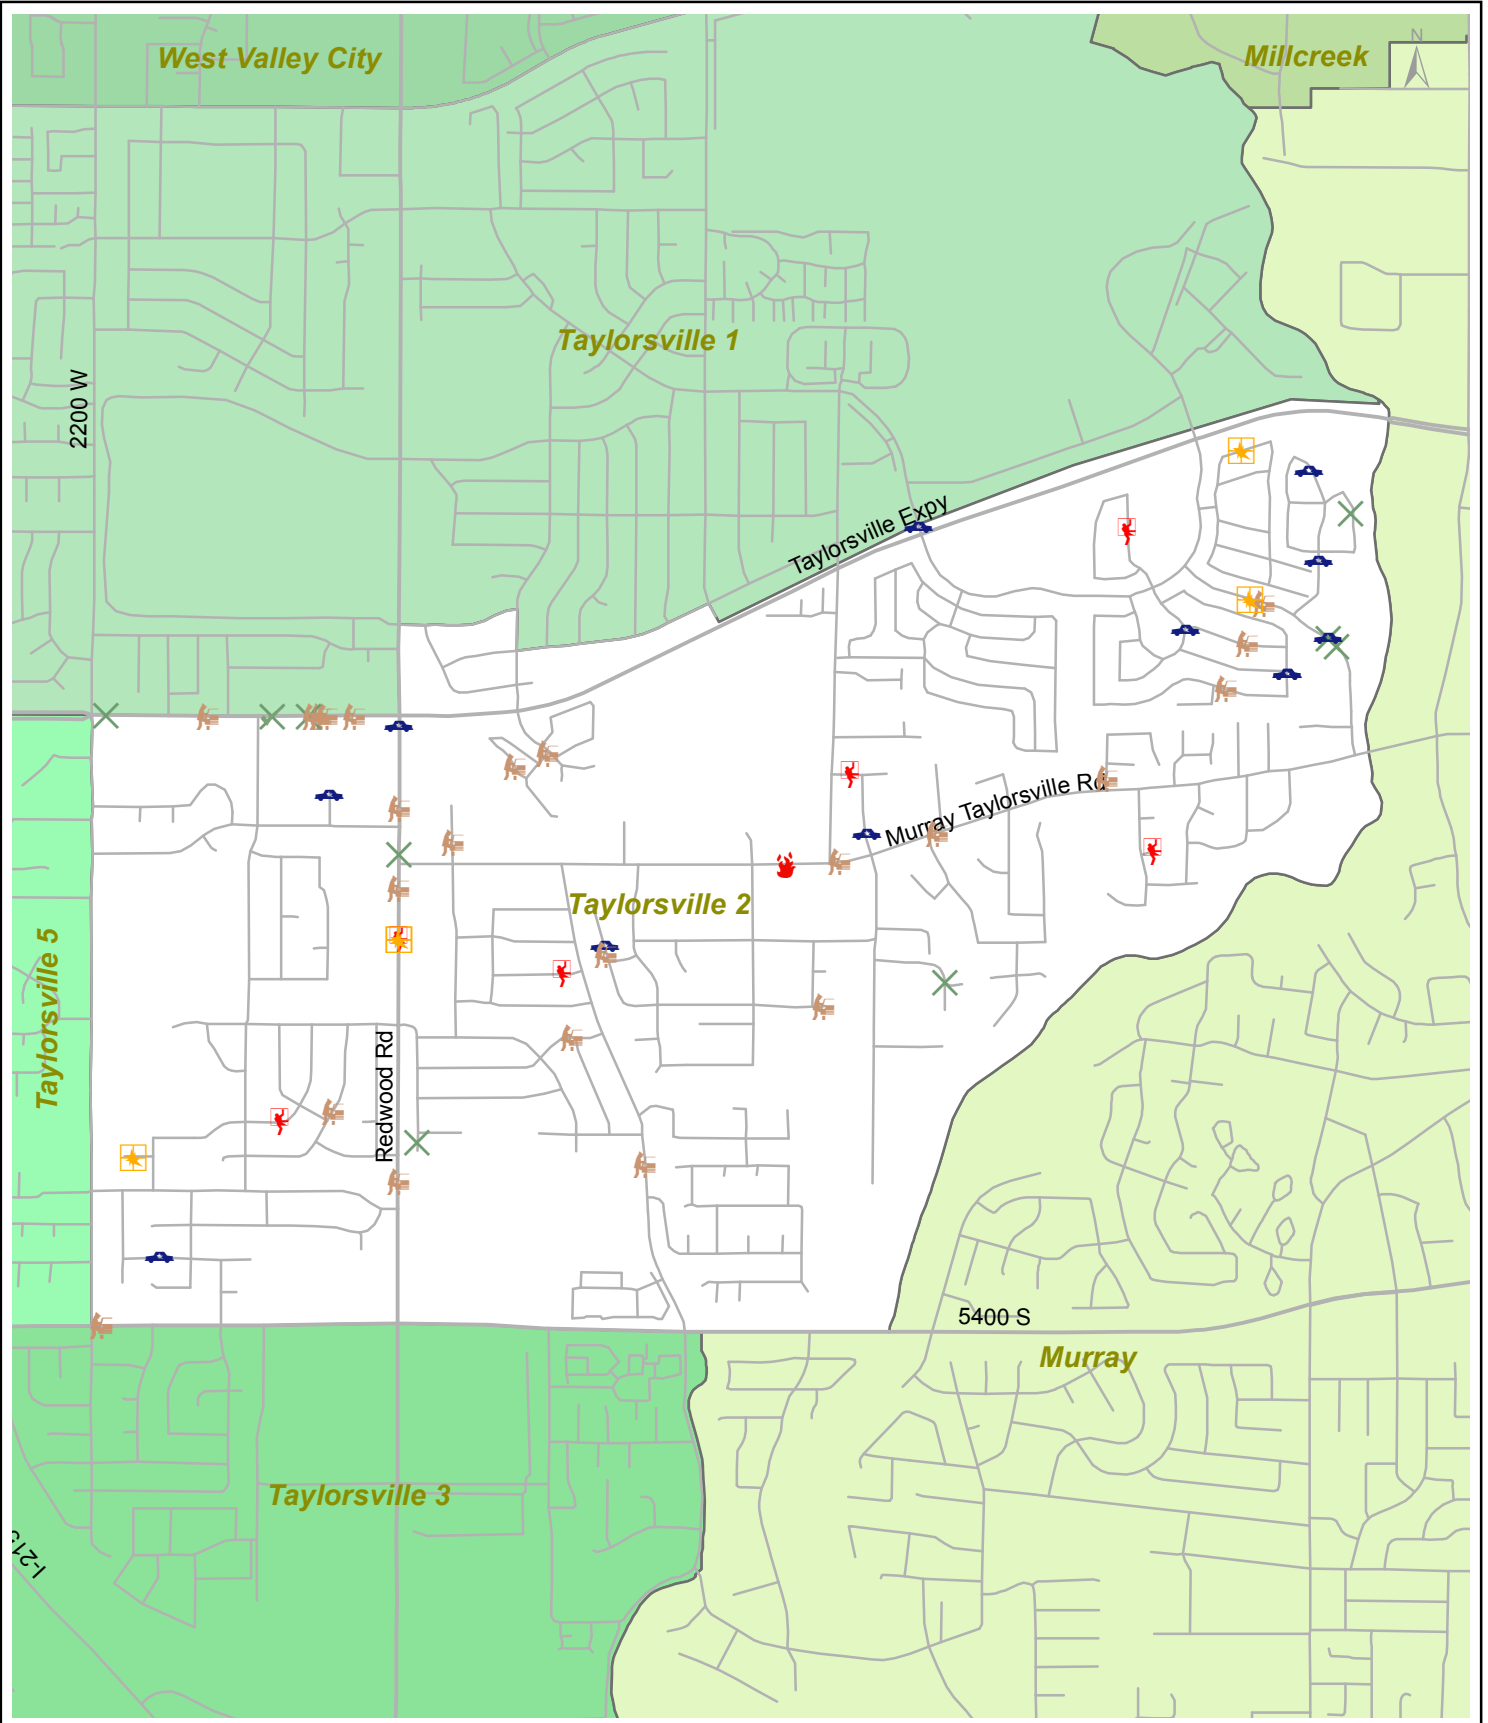 West Valley City
Millcreek
N
Taylorsville 1
2200 W
Taylorsville Expy
Murray Taylorsville Rd
Taylorsville 2
Taylorsville 5
Redwood Rd
5400 S
Murray
Taylorsville 3
I-215